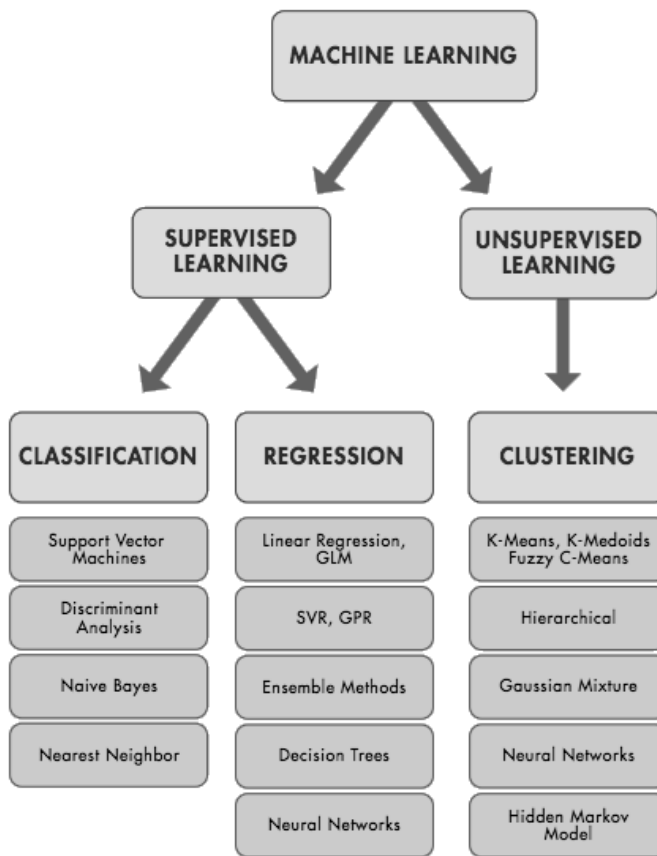 MACHINE LEARNING
SUPERVISED
LEARNING
UNSUPERVISED
LEARNING
CLASSIFICATION
Support Vector
Machines
Discriminant
Analysis
Naive Bayes
Nearest Neighbor
REGRESSION
Linear Regression,
GLM
SVR, GPR
Ensemble Methods
Decision Trees
Neural Networks
CLUSTERING
K-Means, K-Medoids
Fuzzy C-Means
Hierarchical
Gaussian Mixture
Neural Networks
Hidden Markov
Model